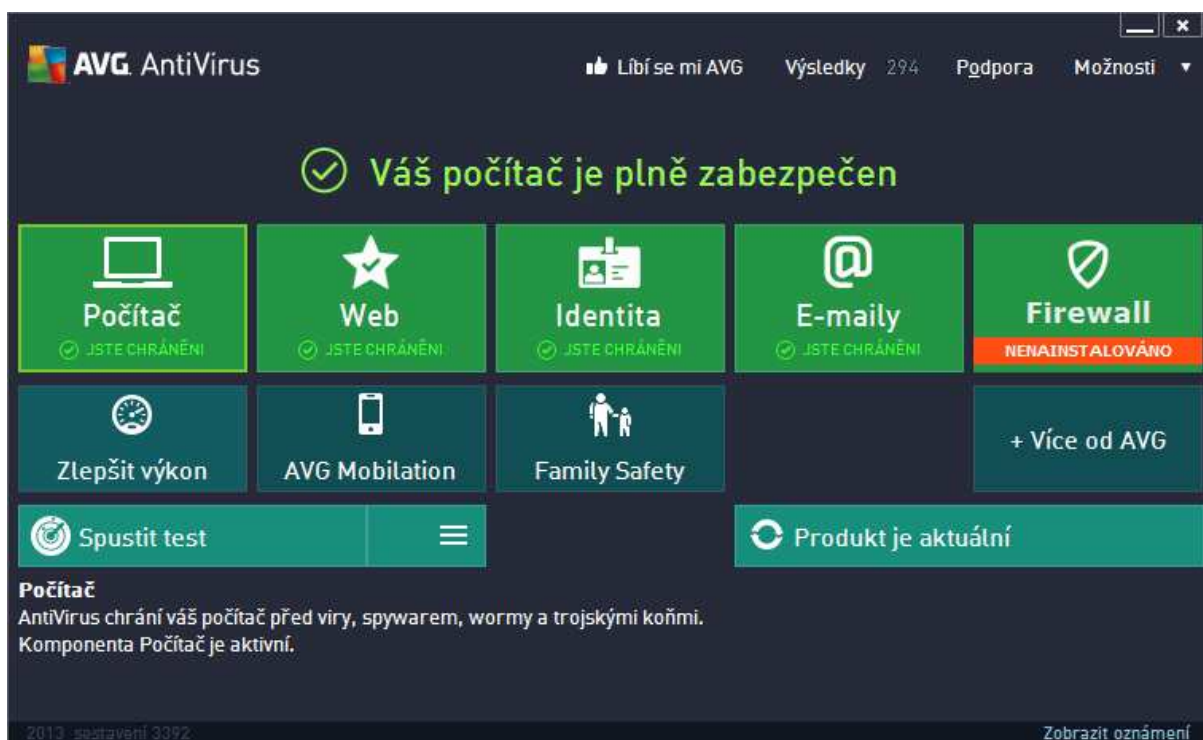 AVG AntiVirus
Líbí se mi AVG Výsledky 294 Podpora Možnosti
Váš počítač je plně zabezpečen
Počítač Web Identita E-maily Firewall
JSTE CHRÁNĚNI JSTE CHRÁNĚNI JSTE CHRÁNĚNI JSTE CHRÁNĚNI NENAINSTALOVÁNO
Zlepšit výkon AVG Mobilation Family Safety + Více od AVG
Spustit test Produkt je aktuální
Počítač
AntiVirus chrání váš počítač před viry, spywarem, wormy a trojskými koňmi.
Komponenta Počítač je aktivní.
2013 sestavení 3392 Zobrazit oznámení